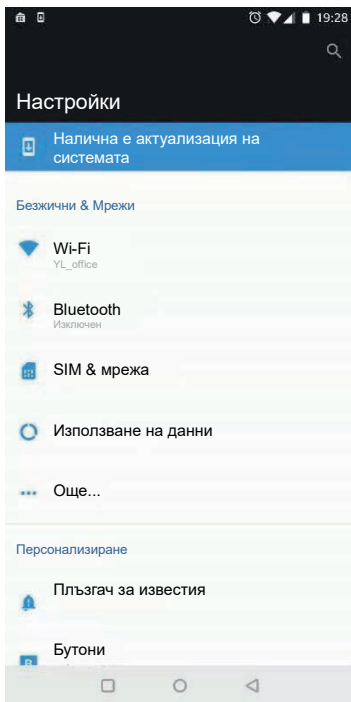 19:28
Настройки
Налична е актуализация на
системата
Безжични & Мрежи
Wi-Fi
YL_office
Bluetooth
Изключен
SIM & мрежа
Използване на данни
Още...
Персонализиране
Плъзгач за известия
Бутони